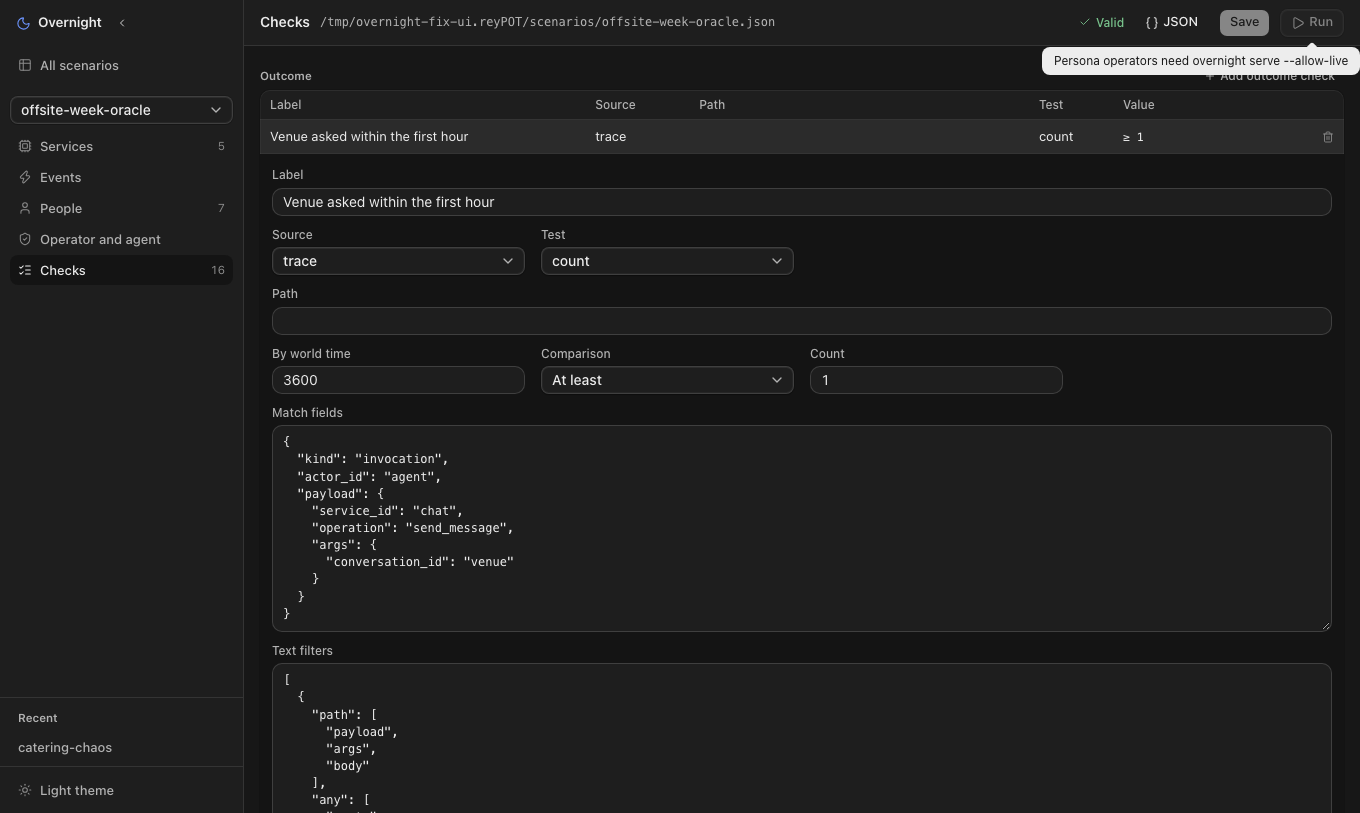 Overnight
All scenarios
offsite-week-oracle
Services 5
Events
People 7
Operator and agent
Checks 16
Recent
catering-chaos
Light theme
Checks /tmp/overnight-fix-ui.reyPOT/scenarios/offsite-week-oracle.json
Valid
{ } JSON
Save
Run
Persona operators need overnight serve --allow-live
Outcome
+ Add outcome check
Label Source Path Test Value
Venue asked within the first hour trace count ≥ 1
Label
Venue asked within the first hour
Source Test
trace count
Path
By world time Comparison Count
3600 At least 1
Match fields
{
"kind": "invocation",
"actor_id": "agent",
"payload": {
"service_id": "chat",
"operation": "send_message",
"args": {
"conversation_id": "venue"
}
}
}
Text filters
[
{
"path": [
"payload",
"args",
"body"
],
"any": [